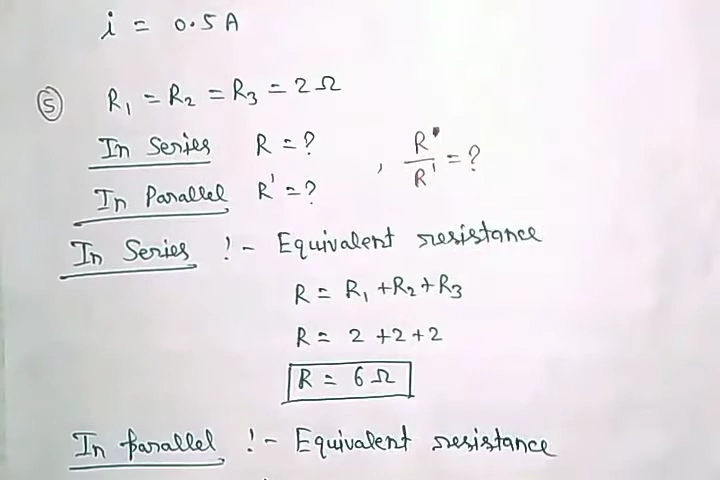 i = 0.5 A
⑤ R₁ = R₂ = R₃ = 2 Ω
In Series R = ?
, R/R' = ?
In Parallel R' = ?
In Series :- Equivalent resistance
R = R₁ + R₂ + R₃
R = 2 + 2 + 2
R = 6 Ω
In parallel :- Equivalent resistance